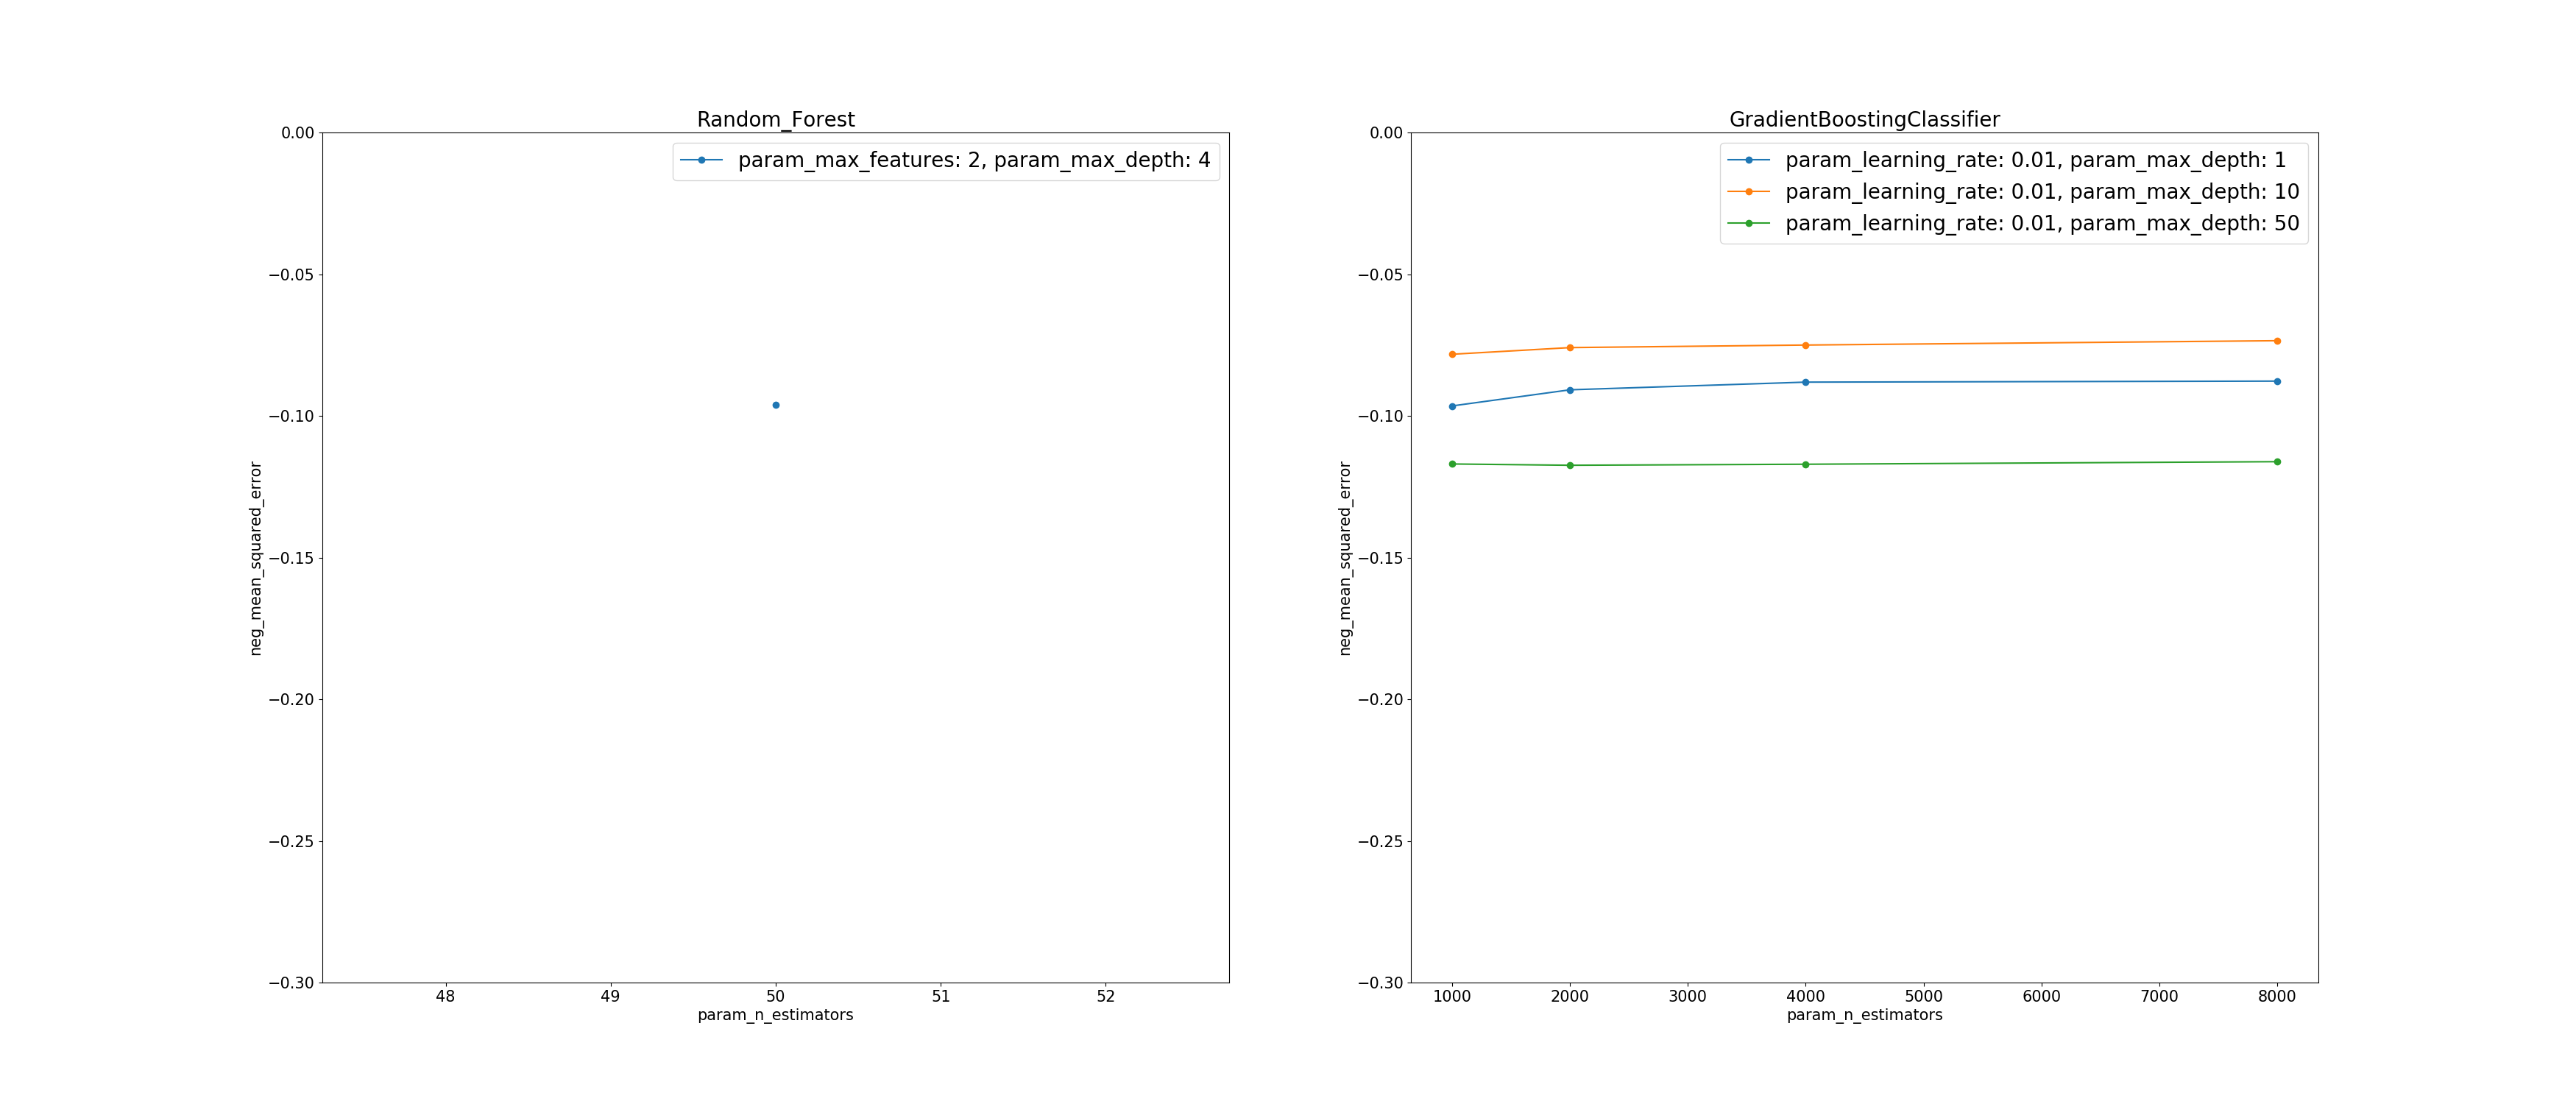 Random_Forest
param_max_features: 2, param_max_depth: 4
0.00
−0.05
−0.10
−0.15
−0.20
−0.25
−0.30
neg_mean_squared_error
48 49 50 51 52
param_n_estimators
GradientBoostingClassifier
param_learning_rate: 0.01, param_max_depth: 1
param_learning_rate: 0.01, param_max_depth: 10
param_learning_rate: 0.01, param_max_depth: 50
0.00
−0.05
−0.10
−0.15
−0.20
−0.25
−0.30
neg_mean_squared_error
1000 2000 3000 4000 5000 6000 7000 8000
param_n_estimators